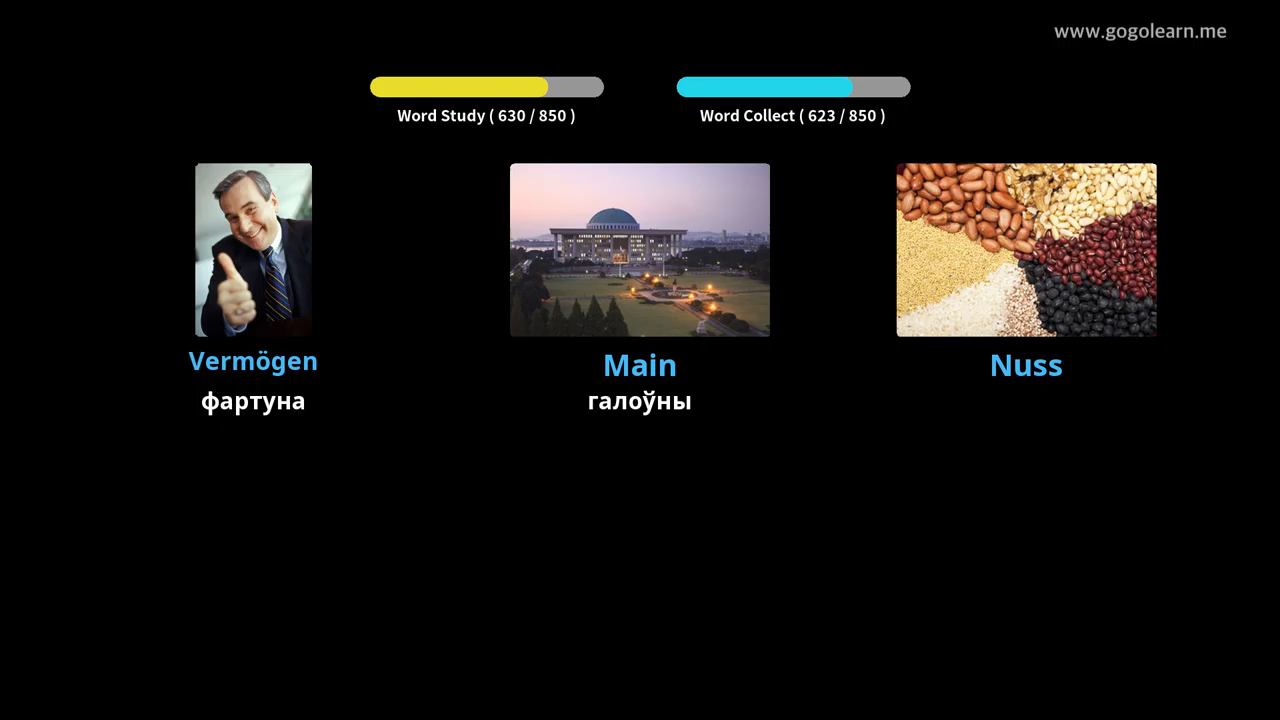 www.gogolearn.me
Word Study ( 630 / 850 )
Word Collect ( 623 / 850 )
Vermögen
Main
Nuss
фартуна
галоўны